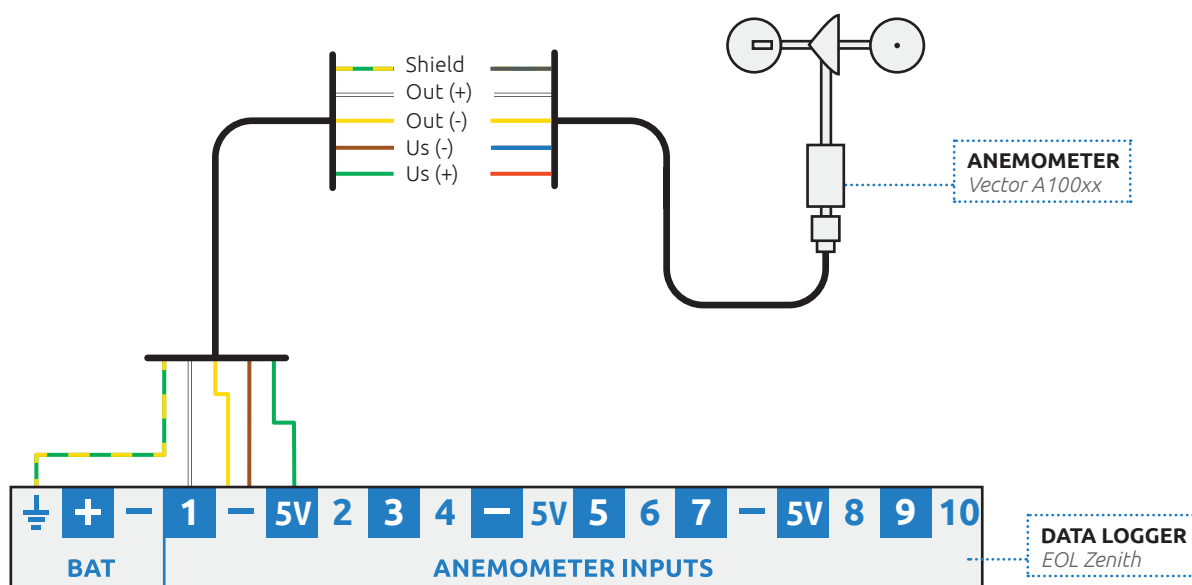 Shield
Out (+)
Out (-)
Us (-)
Us (+)
ANEMOMETER
Vector A100xx
+ – 1 – 5V 2 3 4 – 5V 5 6 7 – 5V 8 9 10
BAT ANEMOMETER INPUTS
DATA LOGGER
EOL Zenith